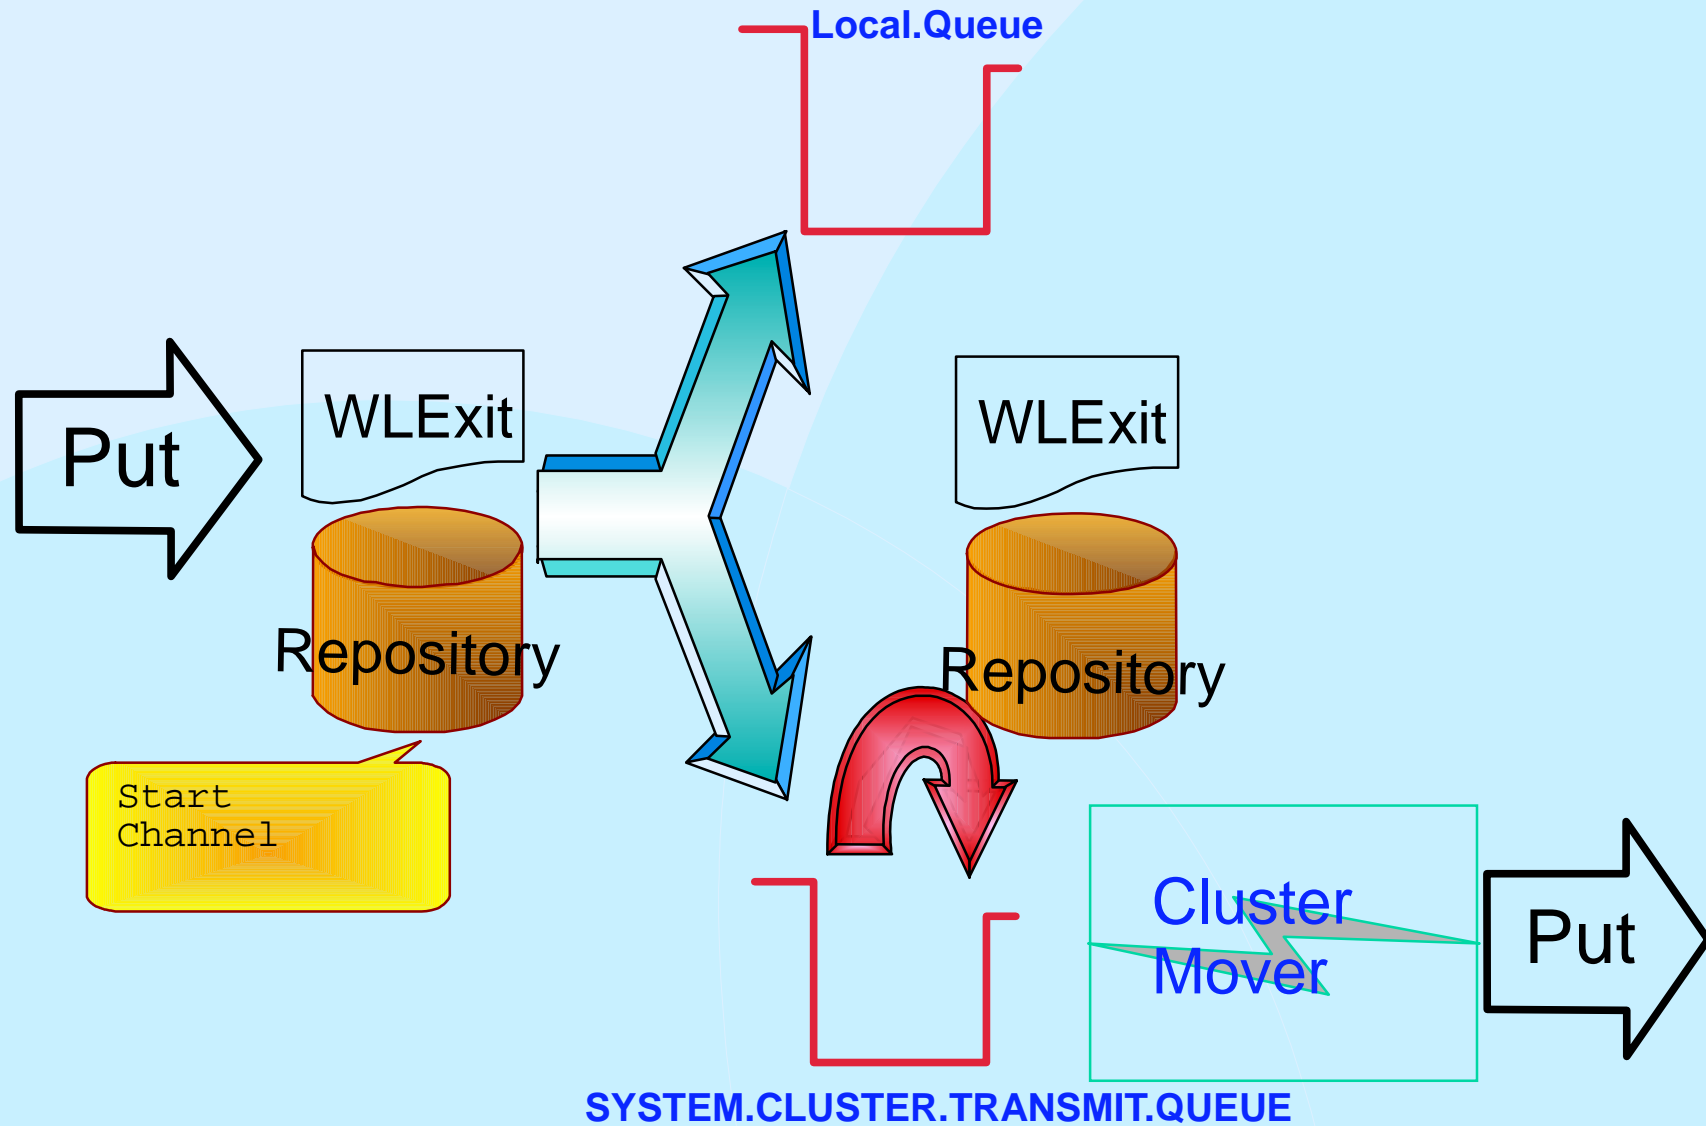 Local.Queue
Put
WLExit
WLExit
Repository
Repository
Start
Channel
Cluster
Mover
Put
SYSTEM.CLUSTER.TRANSMIT.QUEUE